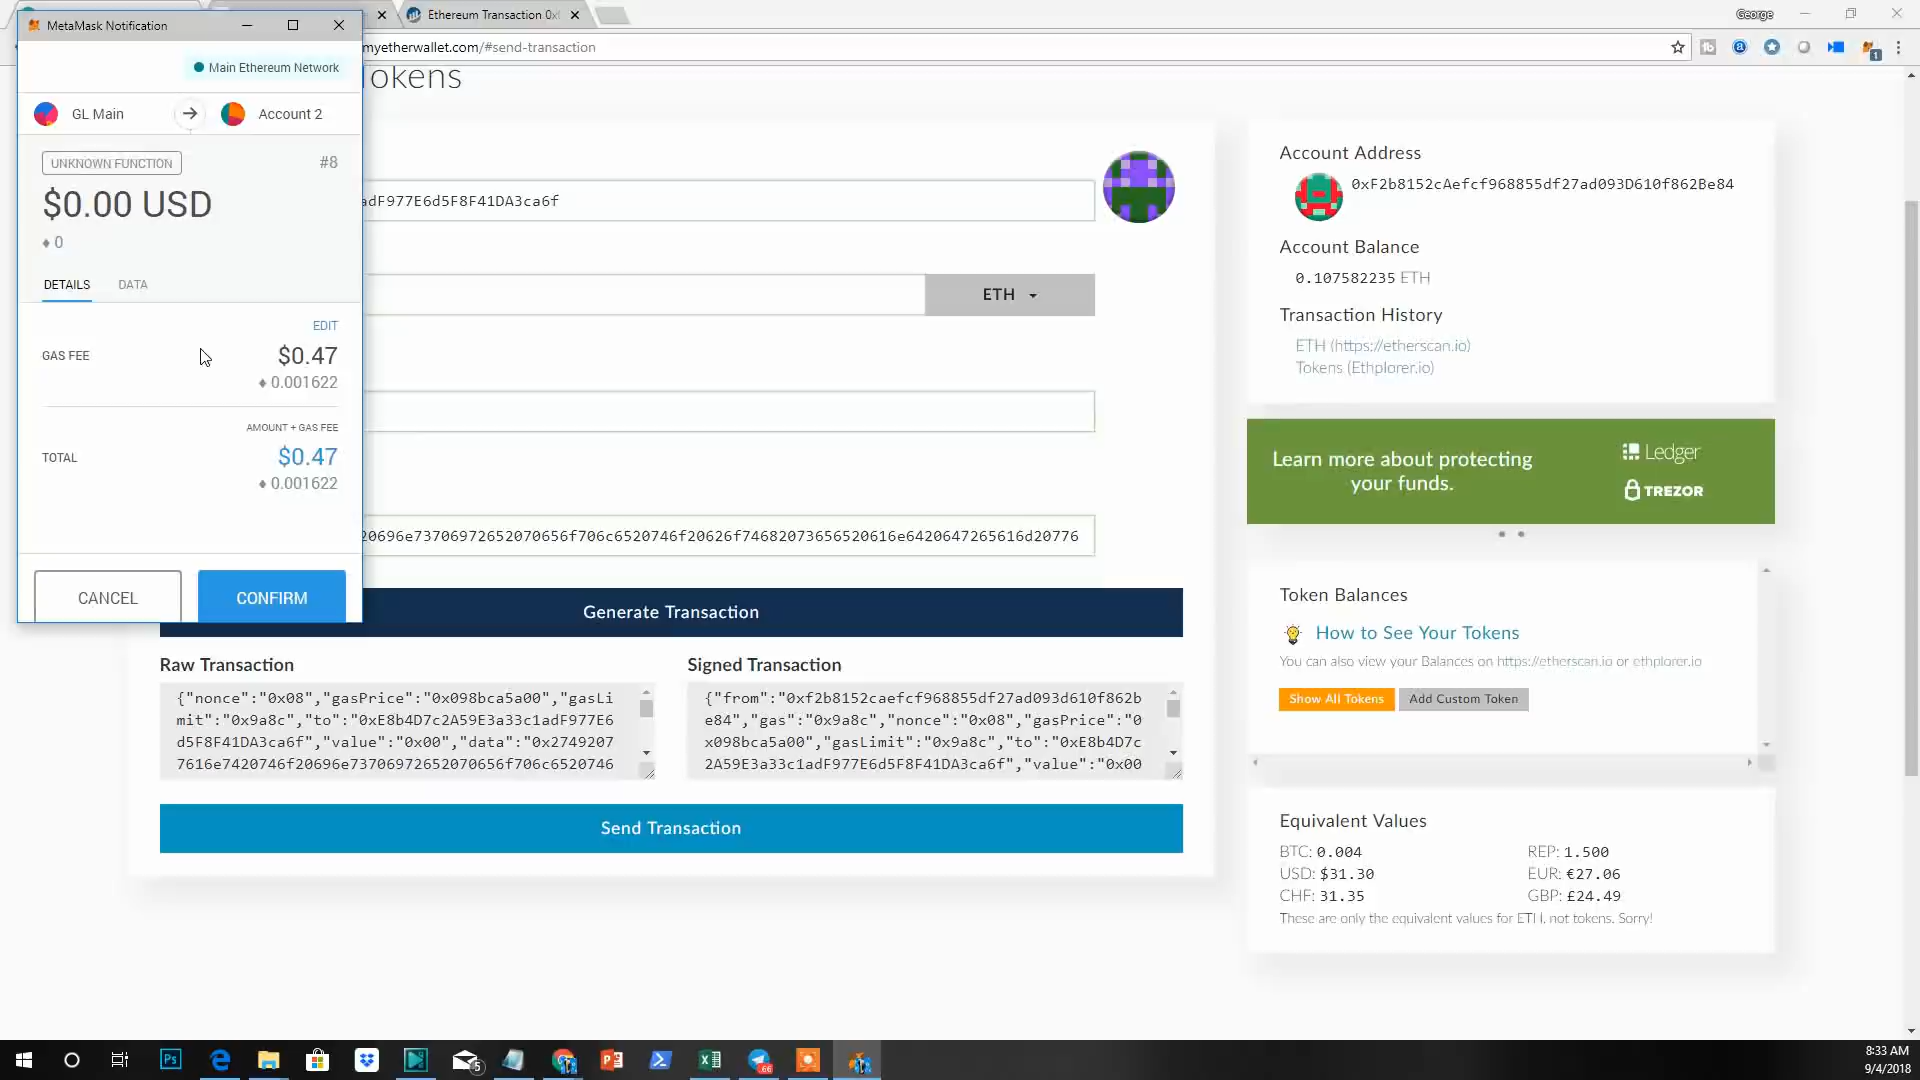 MetaMask Notification
Ethereum Transaction 0x
George
myetherwallet.com/#send-transaction
1
Main Ethereum Network
okens
GL Main
Account 2
UNKNOWN FUNCTION
#8
$0.00 USD
0
DETAILS
DATA
EDIT
GAS FEE
$0.47
0.001622
AMOUNT + GAS FEE
TOTAL
$0.47
0.001622
CANCEL
CONFIRM
adF977E6d5F8F41DA3ca6f
ETH
20696e73706972652070656f706c6520746f20626f74682073656520616e6420647265616d20776
Generate Transaction
Raw Transaction
{"nonce":"0x08","gasPrice":"0x098bca5a00","gasLi
mit":"0x9a8c","to":"0xE8b4D7c2A59E3a33c1adF977E6
d5F8F41DA3ca6f","value":"0x00","data":"0x2749207
7616e7420746f20696e73706972652070656f706c6520746
Signed Transaction
{"from":"0xf2b8152caefcf968855df27ad093d610f862b
e84","gas":"0x9a8c","nonce":"0x08","gasPrice":"0
x098bca5a00","gasLimit":"0x9a8c","to":"0xE8b4D7c
2A59E3a33c1adF977E6d5F8F41DA3ca6f","value":"0x00
Send Transaction
Account Address
0xF2b8152cAefcf968855df27ad093D610f862Be84
Account Balance
0.107582235 ETH
Transaction History
ETH (https://etherscan.io)
Tokens (Ethplorer.io)
Learn more about protecting
your funds.
Ledger
TREZOR
Token Balances
How to See Your Tokens
You can also view your Balances on https://etherscan.io or ethplorer.io
Show All Tokens
Add Custom Token
Equivalent Values
BTC: 0.004
REP: 1.500
USD: $31.30
EUR: €27.06
CHF: 31.35
GBP: £24.49
These are only the equivalent values for ETH, not tokens. Sorry!
Ps
5
66
8:33 AM
9/4/2018